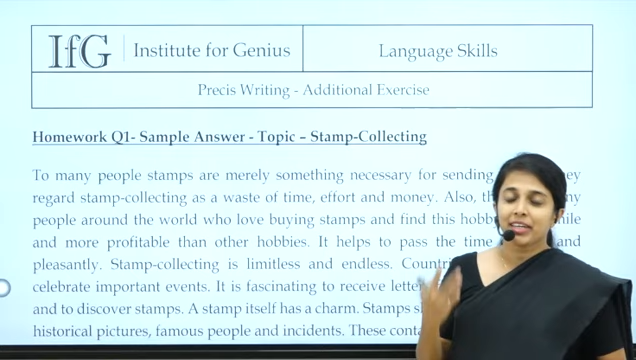 IfG Institute for Genius
Language Skills
Precis Writing - Additional Exercise
Homework Q1- Sample Answer - Topic – Stamp-Collecting
To many people stamps are merely something necessary for sending
regard stamp-collecting as a waste of time, effort and money. Also,
people around the world who love buying stamps and find this
and more profitable than other hobbies. It helps to pass the time and
pleasantly. Stamp-collecting is limitless and endless.
celebrate important events. It is fascinating to receive
and to discover stamps. A stamp itself has a charm. Stamps
historical pictures, famous people and incidents. These